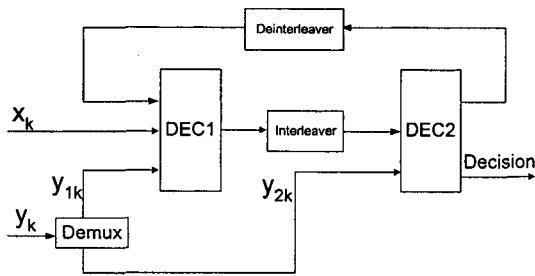 Deinterleaver
x_k
DEC1
Interleaver
DEC2
Decision
y_1k
y_2k
y_k
Demux